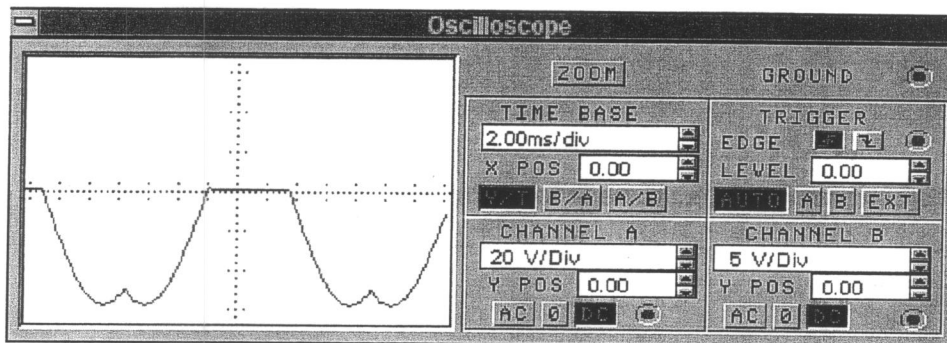 Oscilloscope
ZOOM GROUND
TIME BASE
2.00ms/div
X POS 0.00
Y/T B/A A/B
TRIGGER
EDGE
LEVEL 0.00
AUTO A B EXT
CHANNEL A
20 V/Div
Y POS 0.00
AC 0 DC
CHANNEL B
5 V/Div
Y POS 0.00
AC 0 DC